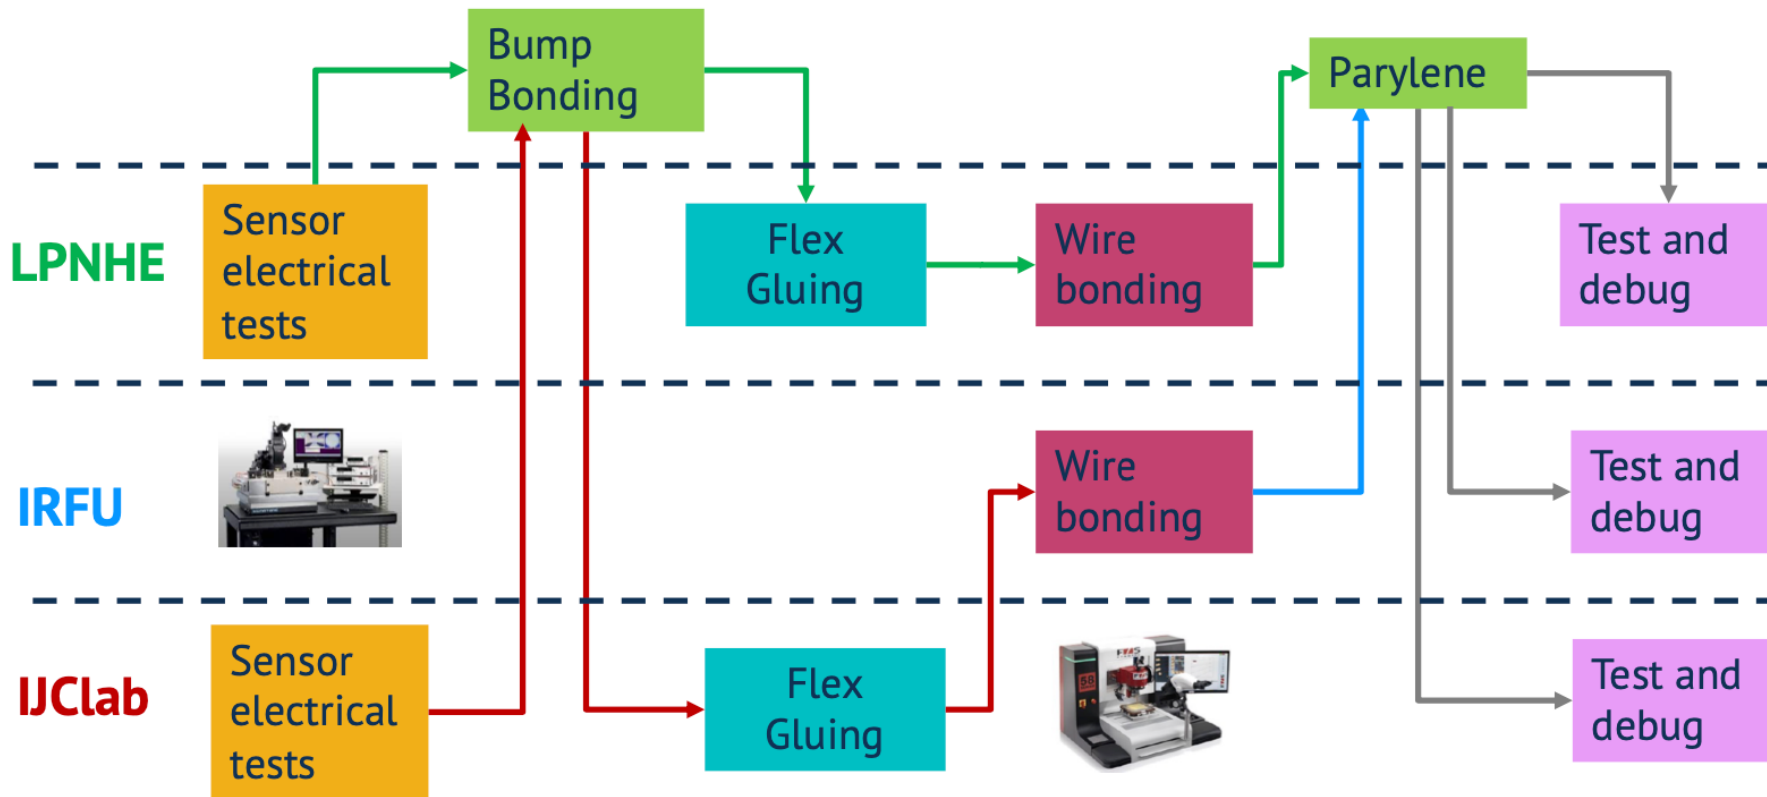 Bump
Bonding
Parylene
LPNHE
Sensor
electrical
tests
Flex
Gluing
Wire
bonding
Test and
debug
IRFU
Wire
bonding
Test and
debug
IJClab
Sensor
electrical
tests
Flex
Gluing
58
Test and
debug